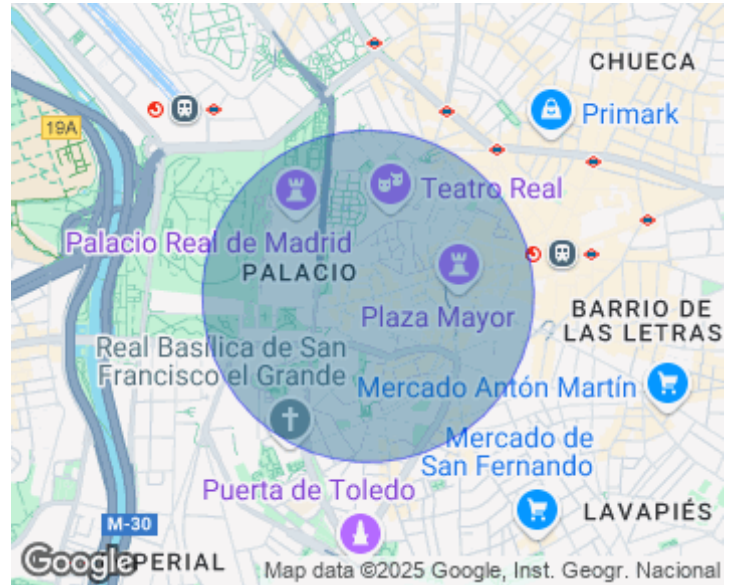 CHUECA
Primark
19A
Teatro Real
Palacio Real de Madrid
PALACIO
Plaza Mayor
BARRIO DE
LAS LETRAS
Real Basílica de San
Francisco el Grande
Mercado Antón Martín
Mercado de
San Fernando
Puerta de Toledo
LAVAPIÉS
M-30
PERIAL
Google
Map data ©2025 Google, Inst. Geogr. Nacional